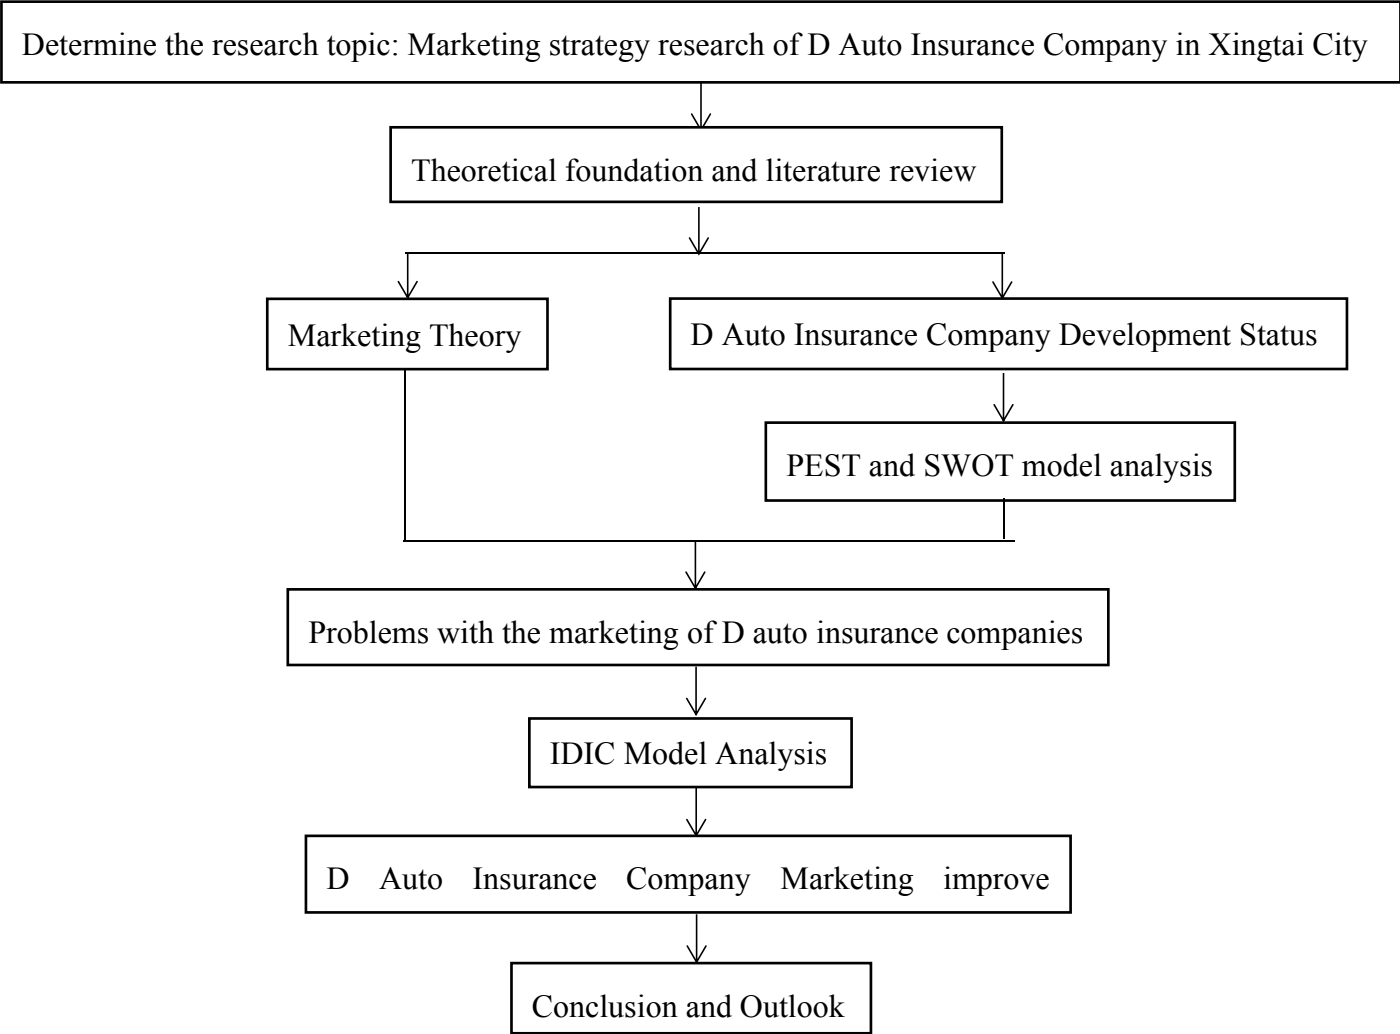 Determine the research topic: Marketing strategy research of D Auto Insurance Company in Xingtai City
Theoretical foundation and literature review
Marketing Theory
D Auto Insurance Company Development Status
PEST and SWOT model analysis
Problems with the marketing of D auto insurance companies
IDIC Model Analysis
D Auto Insurance Company Marketing improve
Conclusion and Outlook